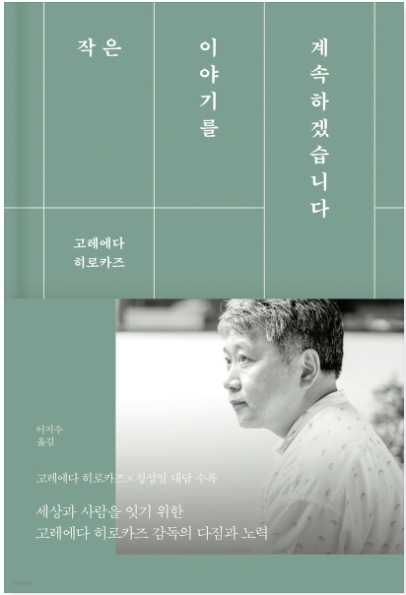 작은
이야기를
계속하겠습니다
고레에다
히로카즈
이지수
옮김
고레에다 히로카즈×정성일 대담 수록
세상과 사람을 잇기 위한
고레에다 히로카즈 감독의 다짐과 노력